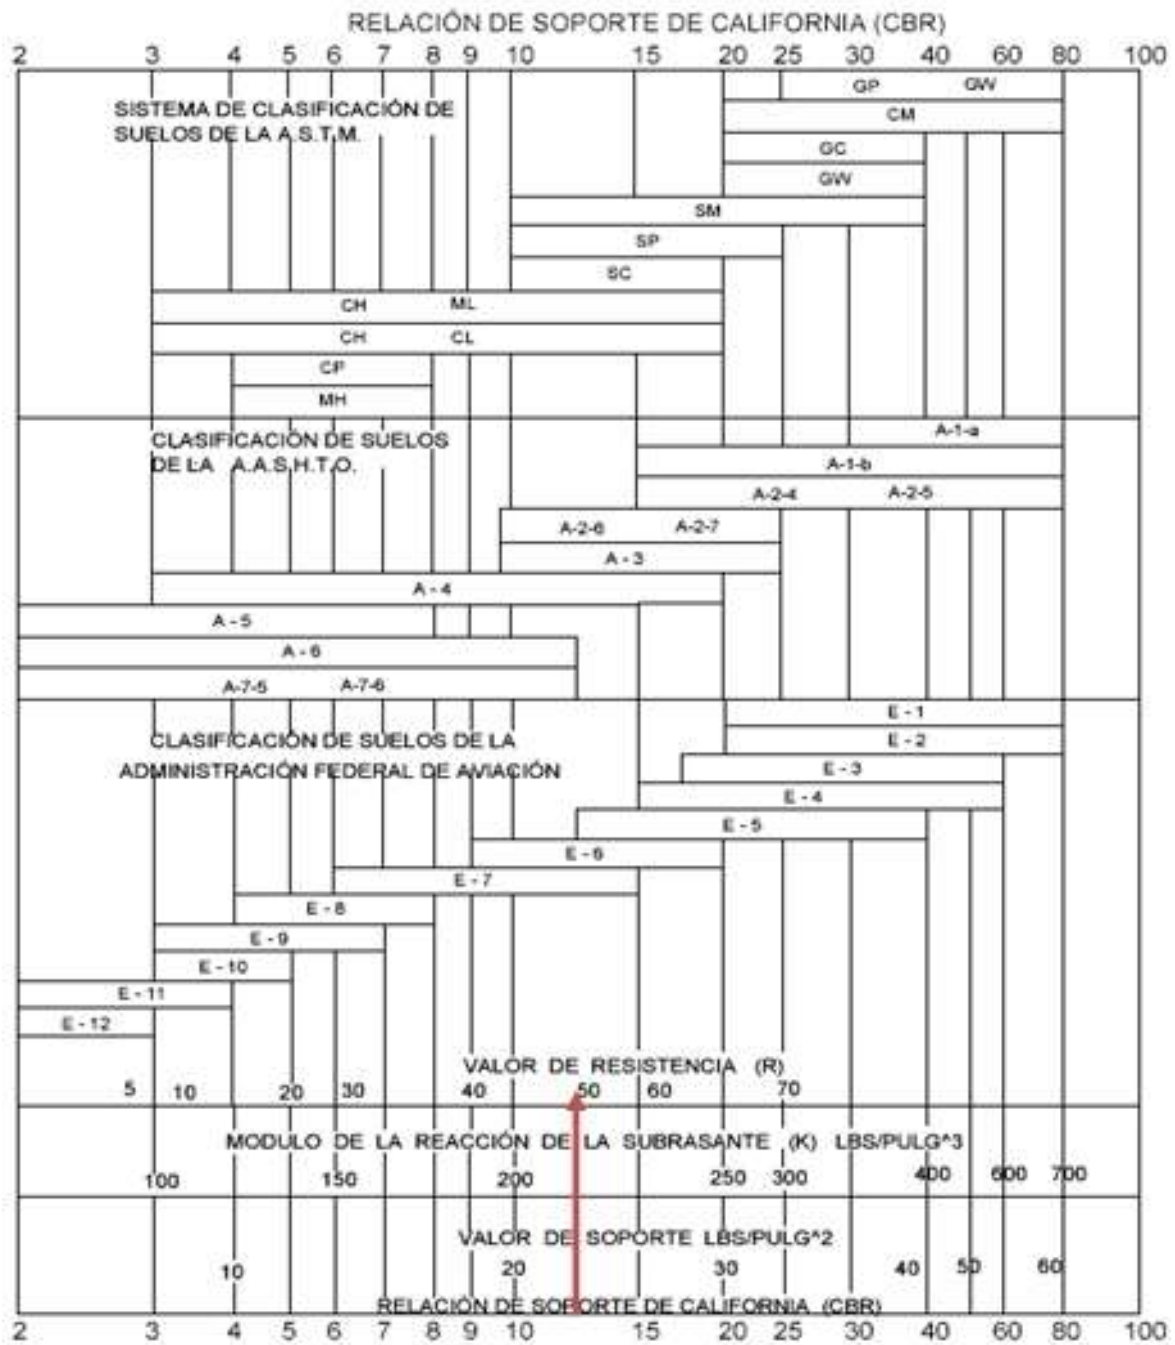 RELACIÓN DE SOPORTE DE CALIFORNIA (CBR)
2 3 4 5 6 7 8 9 10 15 20 25 30 40 50 60 80 100
GP GW
SISTEMA DE CLASIFICACIÓN DE
SUELOS DE LA A.S.T.M.
CM
GC
GW
SM
SP
SC
CH ML
CH CL
CP
MH
CLASIFICACIÓN DE SUELOS
DE LA A.A.S.H.T.O.
A-1-a
A-1-b
A-2-4 A-2-5
A-2-6 A-2-7
A - 3
A - 4
A - 5
A - 6
A-7-5 A-7-6
CLASIFICACIÓN DE SUELOS DE LA
ADMINISTRACIÓN FEDERAL DE AVIACIÓN
E - 1
E - 2
E - 3
E - 4
E - 5
E - 6
E - 7
E - 8
E - 9
E - 10
E - 11
E - 12
VALOR DE RESISTENCIA (R)
5 10 20 30 40 50 60 70
MODULO DE LA REACCIÓN DE LA SUBRASANTE (K) LBS/PULG^3
100 150 200 250 300 400 600 700
VALOR DE SOPORTE LBS/PULG^2
10 20 30 40 50 60
RELACIÓN DE SOPORTE DE CALIFORNIA (CBR)
2 3 4 5 6 7 8 9 10 15 20 25 30 40 60 80 100